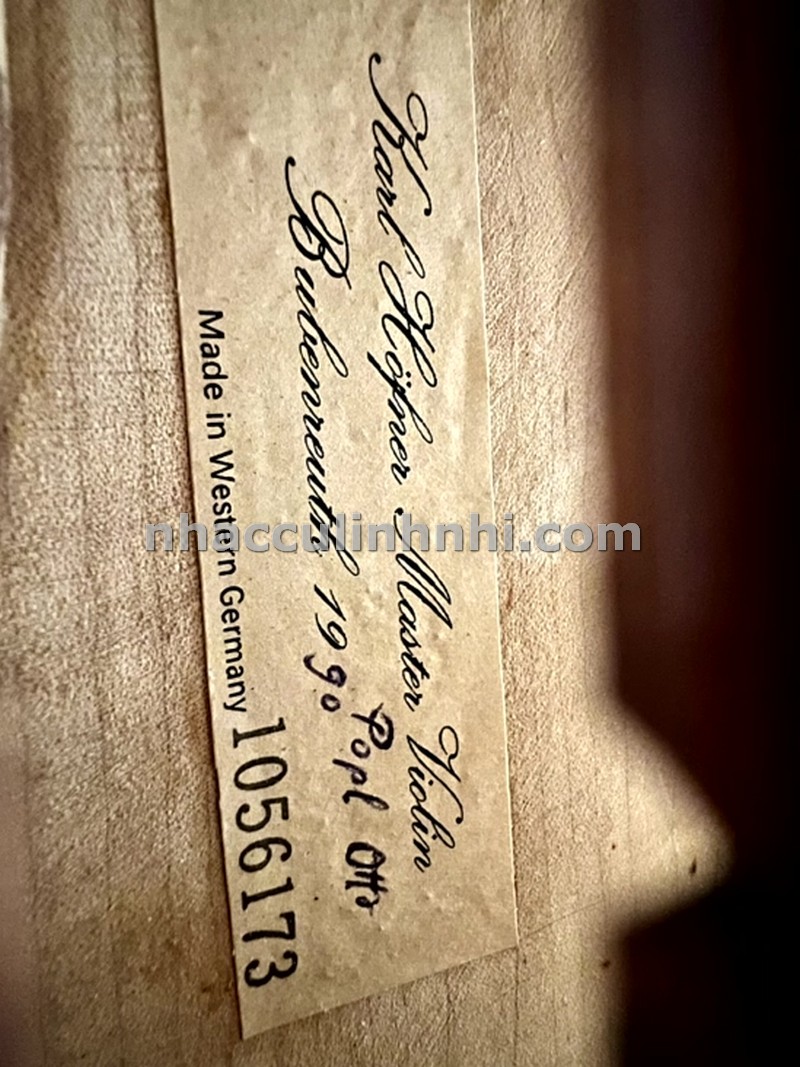 Karl Höfner Master Violin
Bubenreuth, 1990 Popl Otto
Made in Western Germany 1056173
nhacculinhnhi.com